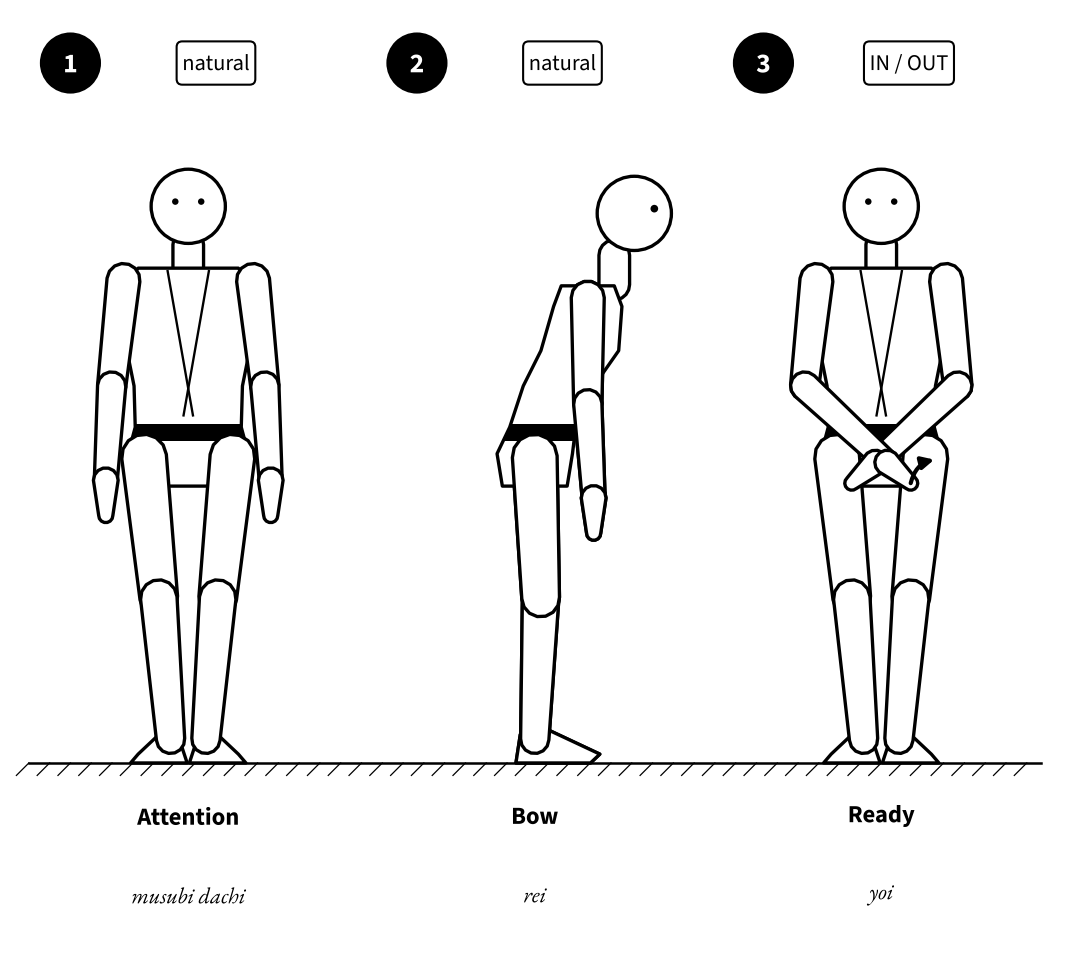 1 natural
2 natural
3 IN / OUT
Attention
Bow
Ready
musubi dachi
rei
yoi